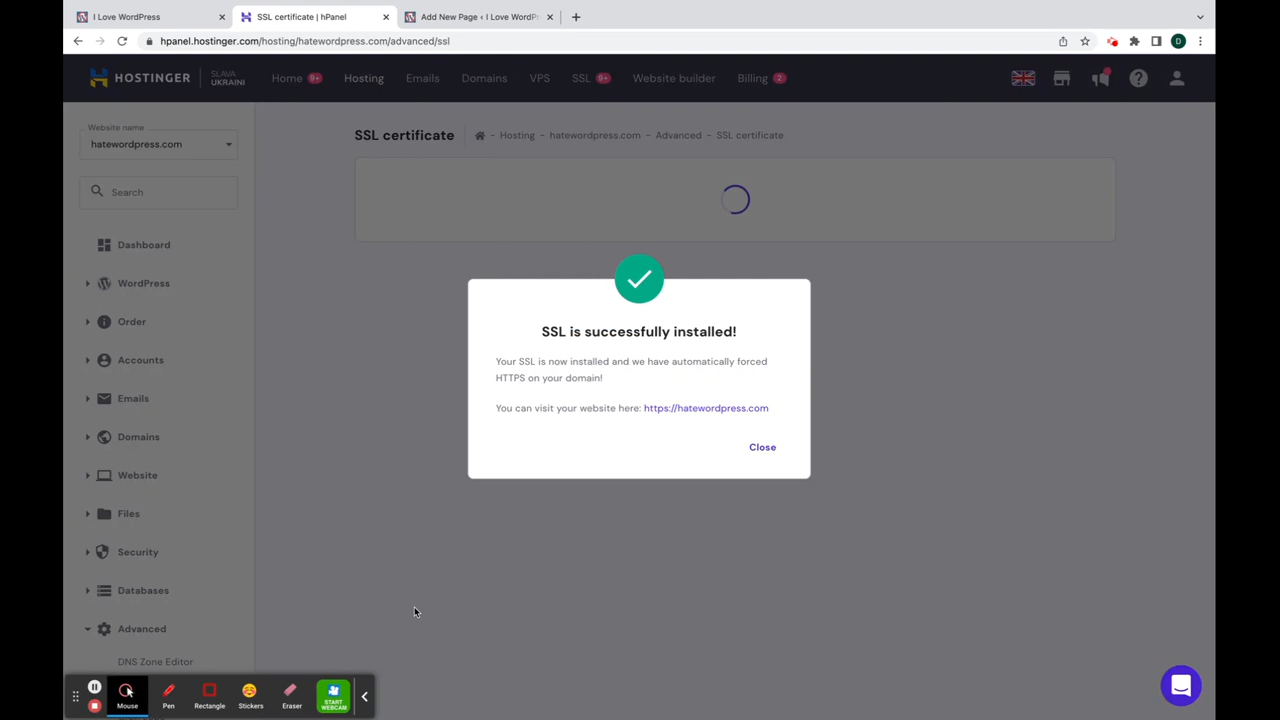 I Love WordPress
SSL certificate | hPanel
Add New Page ‹ I Love WordPr
hpanel.hostinger.com/hosting/hatewordpress.com/advanced/ssl
D
HOSTINGER
SLAVA
UKRAINI
Home 9+
Hosting
Emails
Domains
VPS
SSL 9+
Website builder
Billing 2
Website name
hatewordpress.com
SSL certificate
- Hosting - hatewordpress.com - Advanced - SSL certificate
Search
Dashboard
WordPress
Order
Accounts
Emails
Domains
Website
Files
Security
Databases
Advanced
DNS Zone Editor
SSL is successfully installed!
Your SSL is now installed and we have automatically forced
HTTPS on your domain!
You can visit your website here: https://hatewordpress.com
Close
Mouse
Pen
Rectangle
Stickers
Eraser
START
WEBCAM